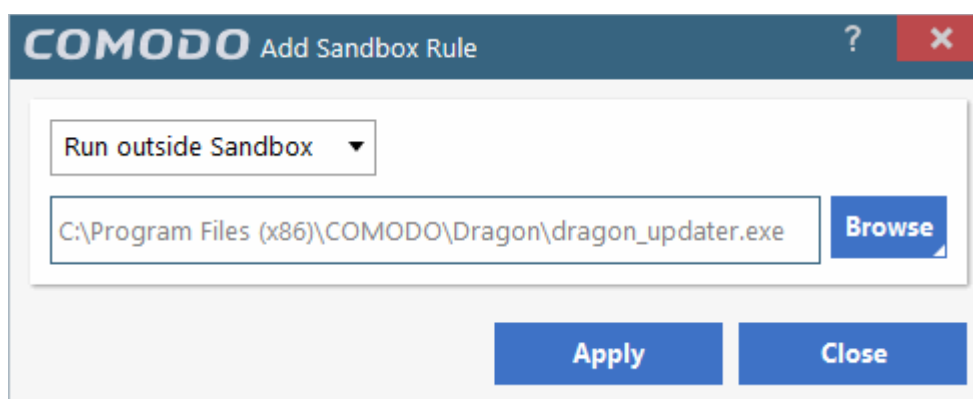 COMODO Add Sandbox Rule ?
Run outside Sandbox
C:\Program Files (x86)\COMODO\Dragon\dragon_updater.exe Browse
Apply Close